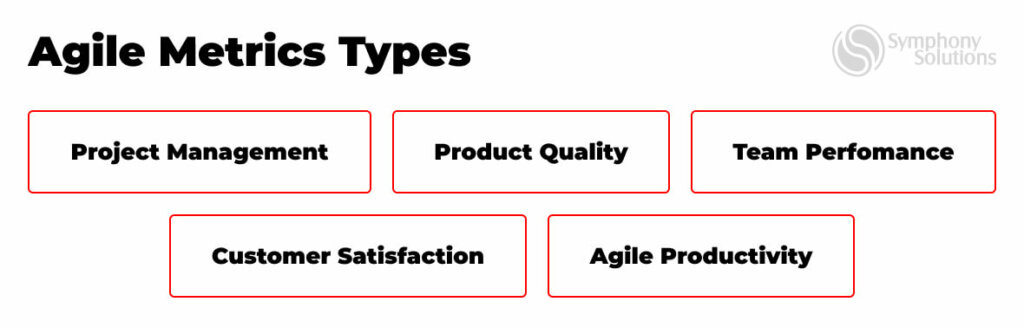 Agile Metrics Types
Symphony
Solutions
Project Management
Product Quality
Team Perfomance
Customer Satisfaction
Agile Productivity